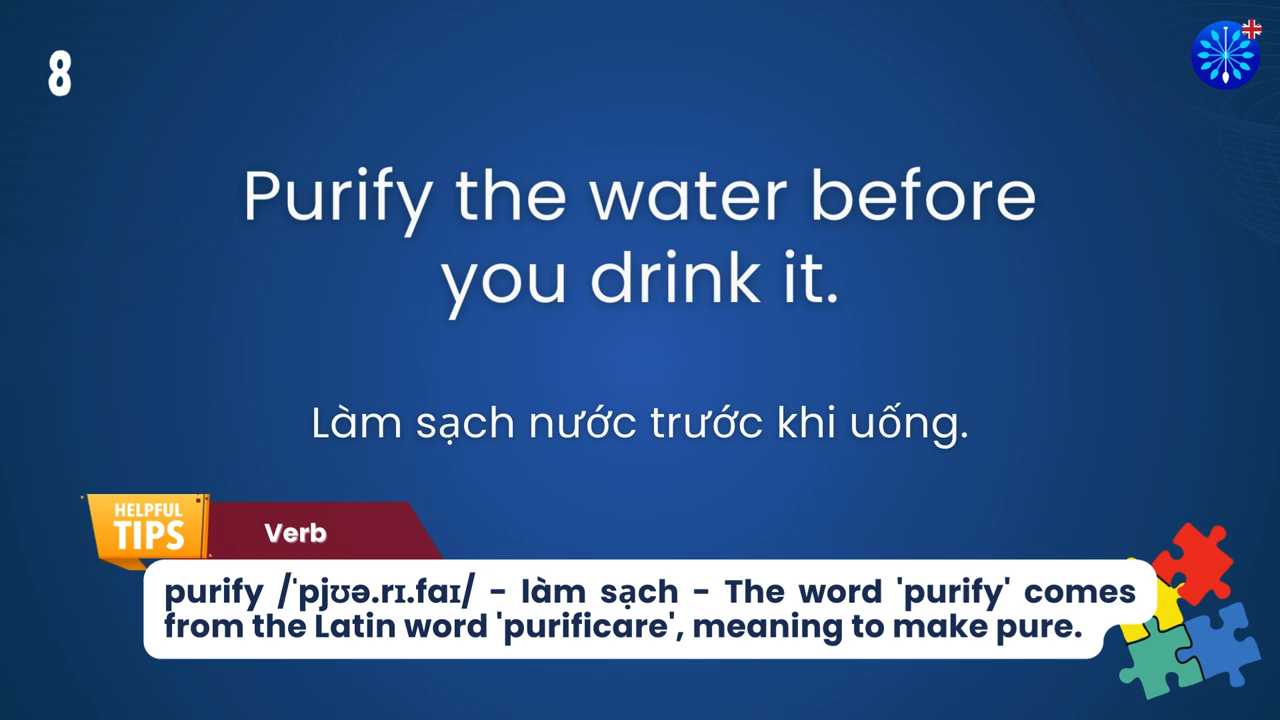 8
Purify the water before
you drink it.
Làm sạch nước trước khi uống.
HELPFUL
TIPS
Verb
purify /ˈpjʊə.rɪ.faɪ/ - làm sạch - The word 'purify' comes
from the Latin word 'purificare', meaning to make pure.